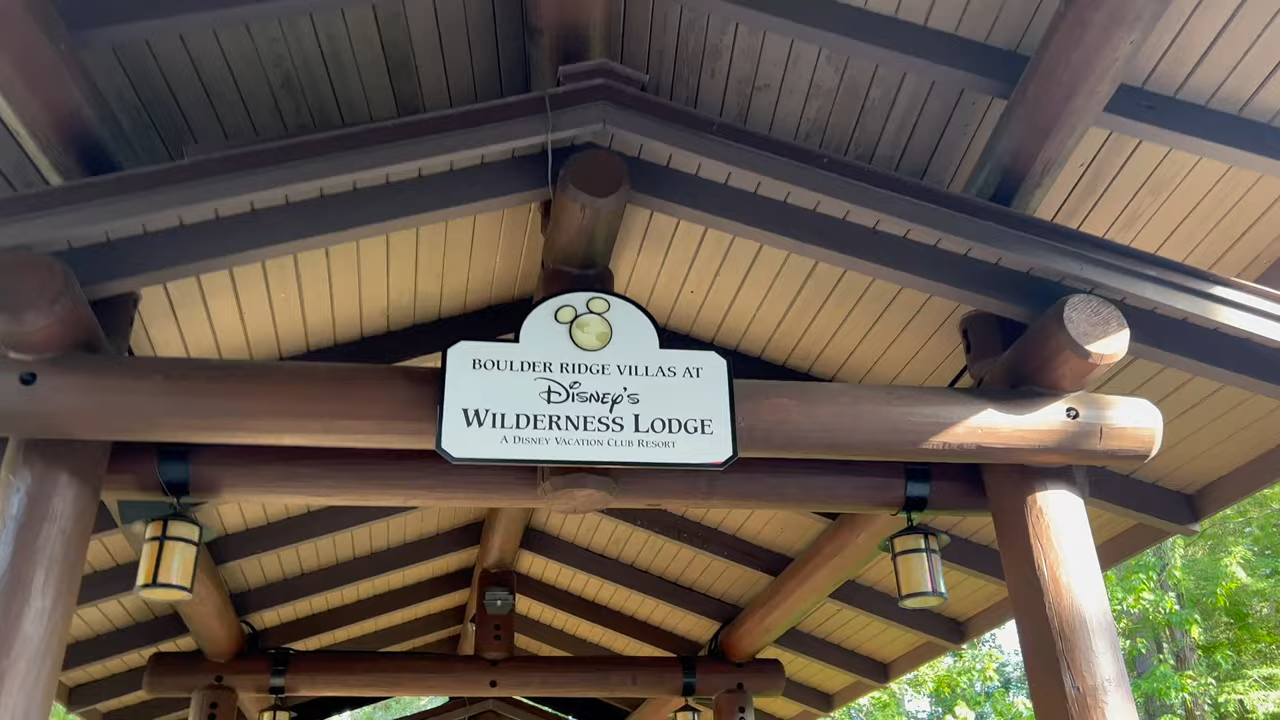 BOULDER RIDGE VILLAS AT
Disney's
WILDERNESS LODGE
A DISNEY VACATION CLUB RESORT